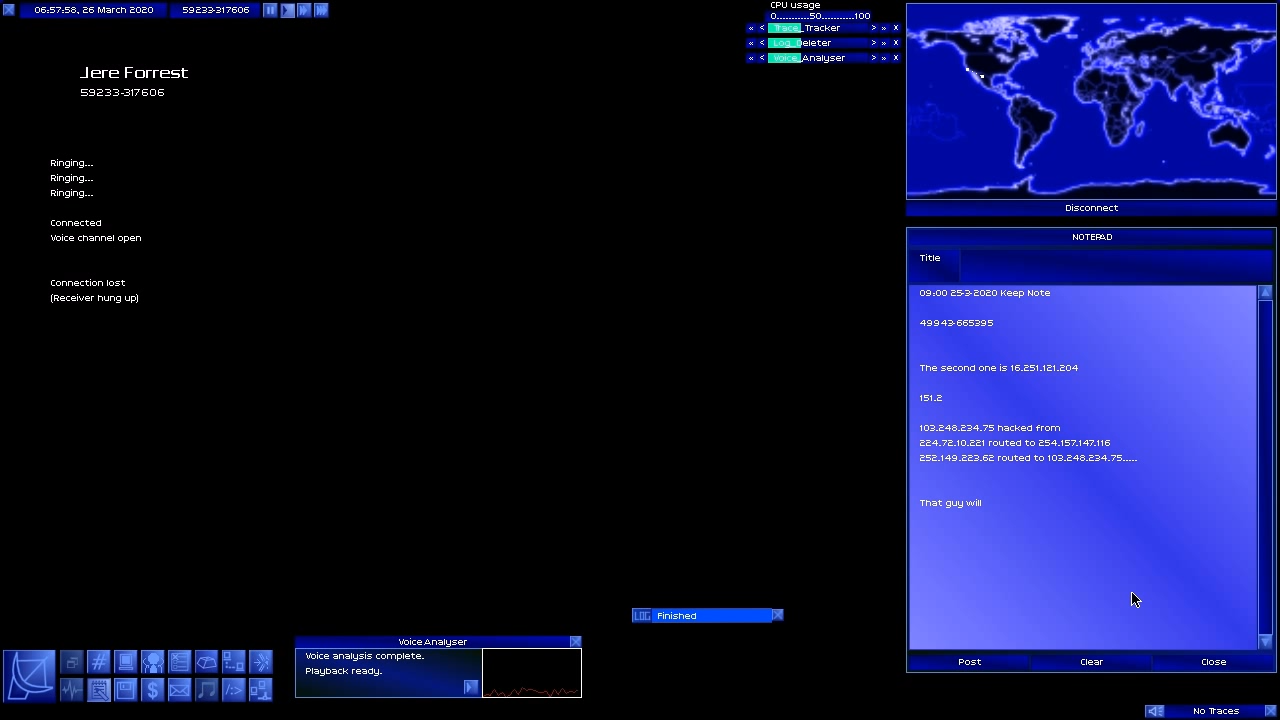 06:57:58, 26 March 2020
59233-317606
CPU usage
0...........50...........100
« < Trace_Tracker > » x
« < Log_Deleter > » x
« < Voice_Analyser > » x
Jere Forrest
59233-317606
Ringing...
Ringing...
Ringing...
Connected
Voice channel open
Connection lost
(Receiver hung up)
Disconnect
NOTEPAD
Title
09:00 25-3-2020 Keep Note
49943-665395
The second one is 16.251.121.204
151.2
103.248.234.75 hacked from
224.72.10.221 routed to 254.157.147.116
252.149.223.62 routed to 103.248.234.75.....
That guy will
Post
Clear
Close
LOG Finished
Voice Analyser
Voice analysis complete.
Playback ready.
No Traces